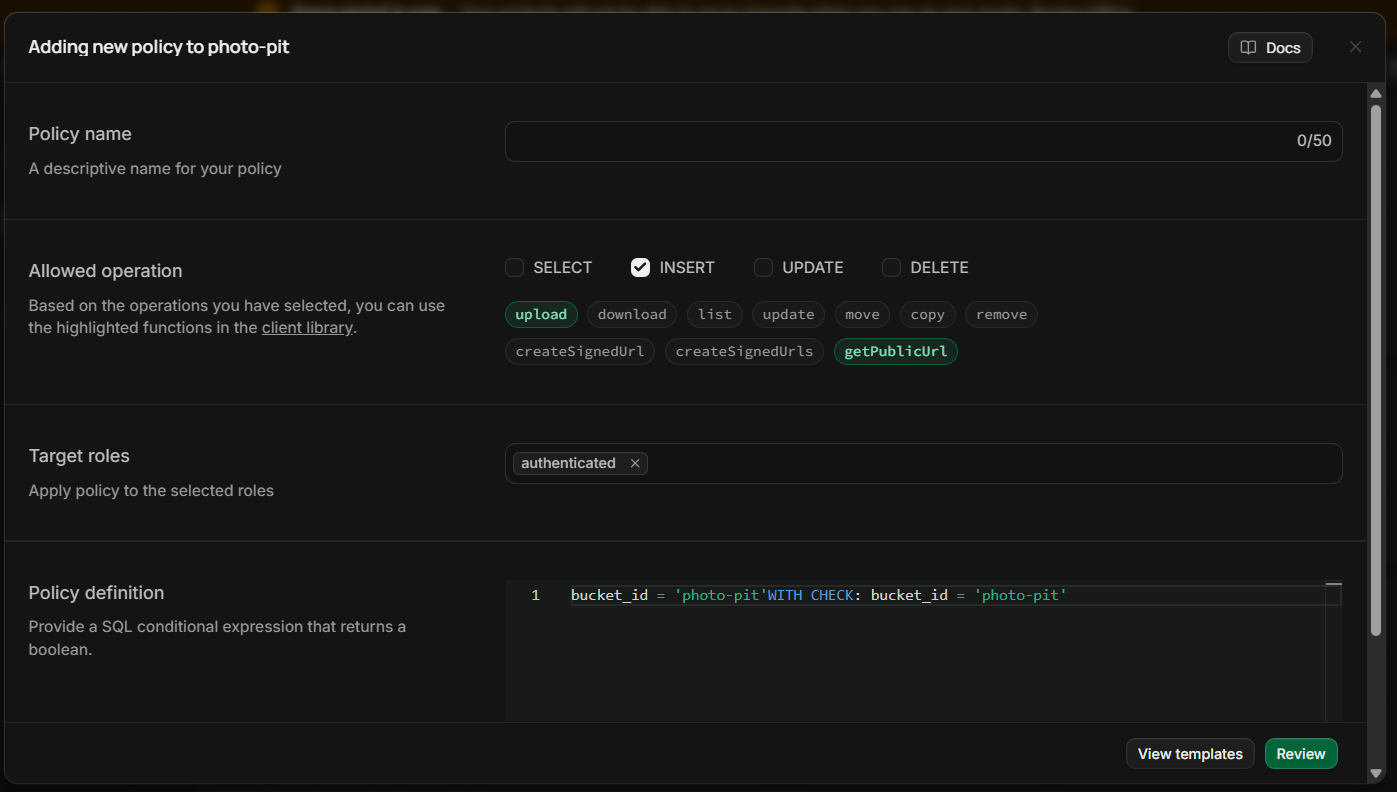 Adding new policy to photo-pit
Docs
Policy name
A descriptive name for your policy
0/50
Allowed operation
Based on the operations you have selected, you can use
the highlighted functions in the client library.
SELECT INSERT UPDATE DELETE
upload download list update move copy remove
createSignedUrl createSignedUrls getPublicUrl
Target roles
Apply policy to the selected roles
authenticated
Policy definition
Provide a SQL conditional expression that returns a
boolean.
1 bucket_id = 'photo-pit'WITH CHECK: bucket_id = 'photo-pit'
View templates
Review